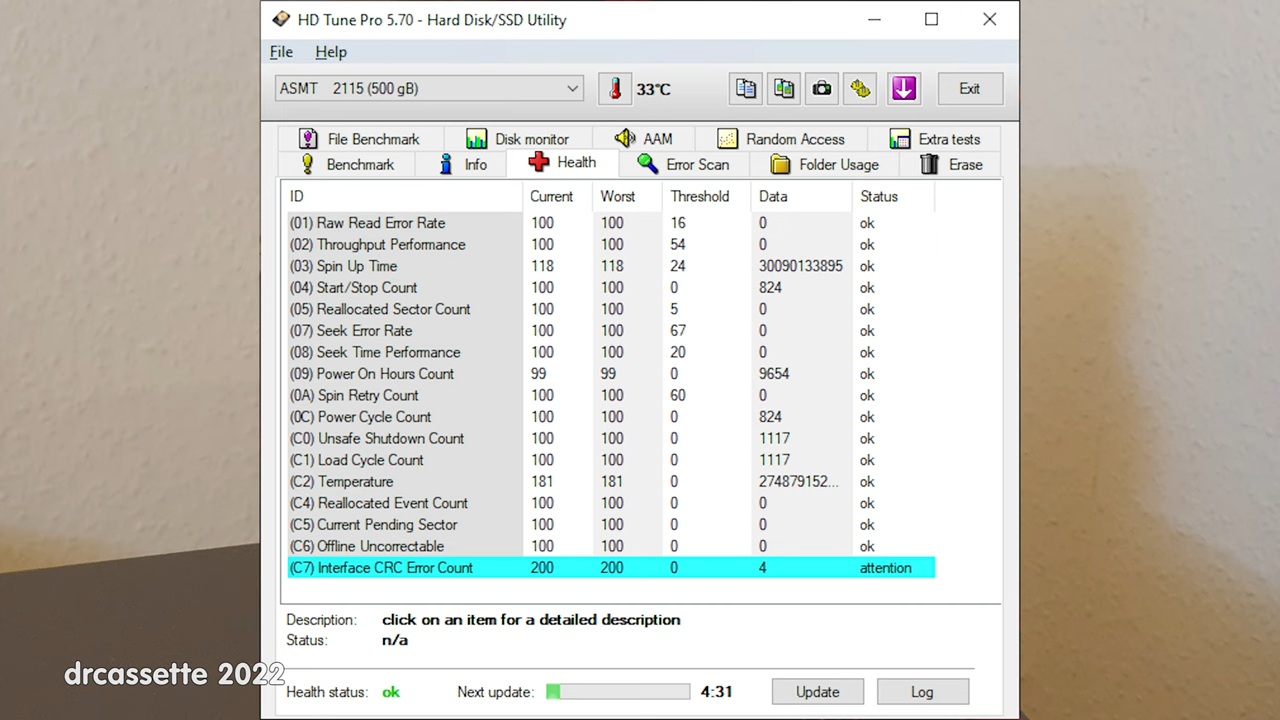 HD Tune Pro 5.70 - Hard Disk/SSD Utility
File Help
ASMT 2115 (500 gB) 33°C Exit
File Benchmark Disk monitor AAM Random Access Extra tests
Benchmark Info Health Error Scan Folder Usage Erase
ID Current Worst Threshold Data Status
(01) Raw Read Error Rate 100 100 16 0 ok
(02) Throughput Performance 100 100 54 0 ok
(03) Spin Up Time 118 118 24 30090133895 ok
(04) Start/Stop Count 100 100 0 824 ok
(05) Reallocated Sector Count 100 100 5 0 ok
(07) Seek Error Rate 100 100 67 0 ok
(08) Seek Time Performance 100 100 20 0 ok
(09) Power On Hours Count 99 99 0 9654 ok
(0A) Spin Retry Count 100 100 60 0 ok
(0C) Power Cycle Count 100 100 0 824 ok
(C0) Unsafe Shutdown Count 100 100 0 1117 ok
(C1) Load Cycle Count 100 100 0 1117 ok
(C2) Temperature 181 181 0 274879152... ok
(C4) Reallocated Event Count 100 100 0 0 ok
(C5) Current Pending Sector 100 100 0 0 ok
(C6) Offline Uncorrectable 100 100 0 0 ok
(C7) Interface CRC Error Count 200 200 0 4 attention
Description: click on an item for a detailed description
Status: n/a
drcassette 2022
Health status: ok Next update: 4:31 Update Log